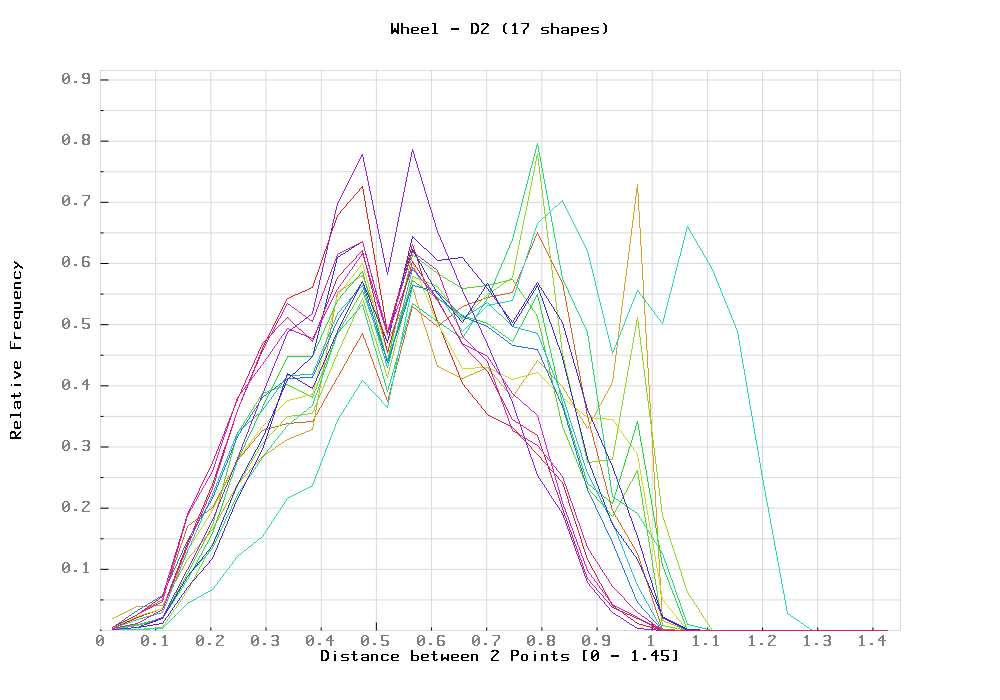 Wheel - D2 (17 shapes)
0.9
0.8
0.7
0.6
0.5
0.4
0.3
0.2
0.1
Relative Frequency
0 0.1 0.2 0.3 0.4 0.5 0.6 0.7 0.8 0.9 1 1.1 1.2 1.3 1.4
Distance between 2 Points [0 - 1.45]